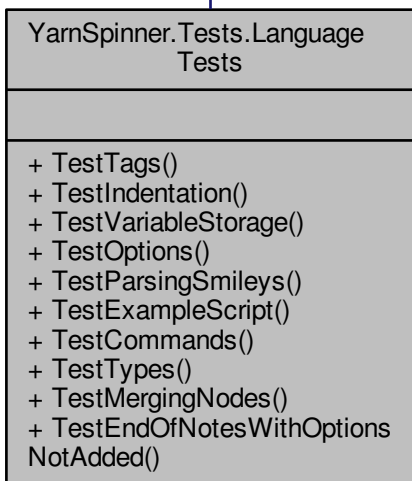 YarnSpinner.Tests.Language
Tests
+ TestTags()
+ TestIndentation()
+ TestVariableStorage()
+ TestOptions()
+ TestParsingSmileys()
+ TestExampleScript()
+ TestCommands()
+ TestTypes()
+ TestMergingNodes()
+ TestEndOfNotesWithOptions
NotAdded()